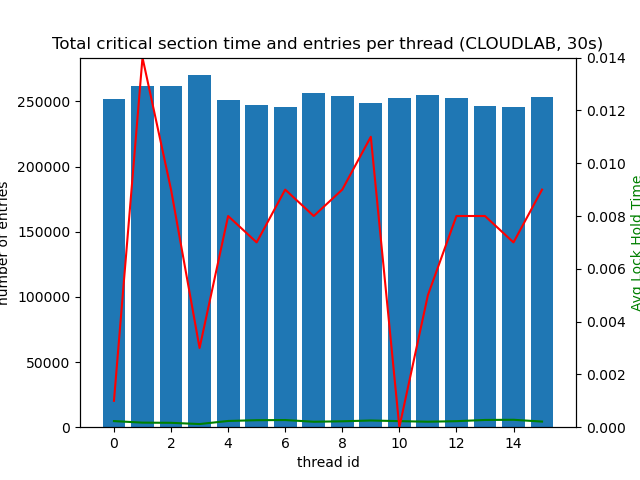 Total critical section time and entries per thread (CLOUDLAB, 30s)
number of entries
250000
200000
150000
100000
50000
0
0.014
0.012
0.010
0.008
0.006
0.004
0.002
0.000
Avg Lock Hold Time
0 2 4 6 8 10 12 14
thread id